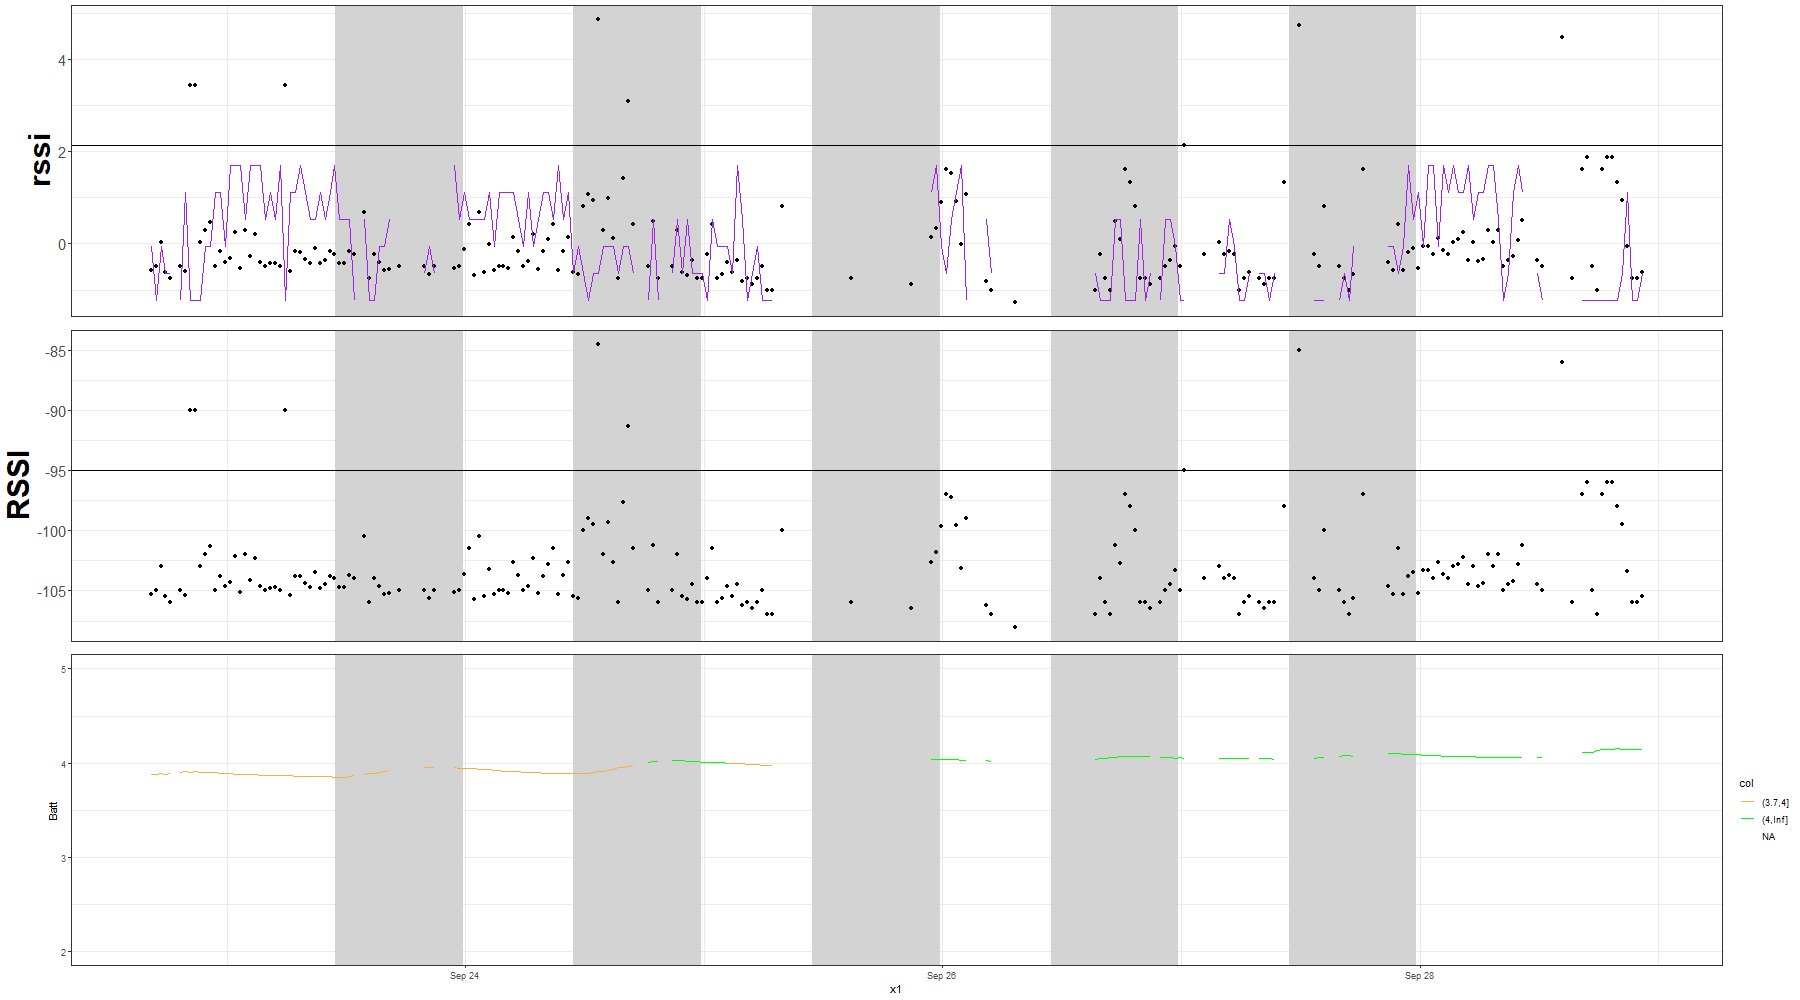 rssi
4
2
0
RSSI
-85
-90
-95
-100
-105
Batt
5
4
3
2
Sep 24
Sep 26
Sep 28
x1
col
(3.7,4]
(4,Inf]
NA